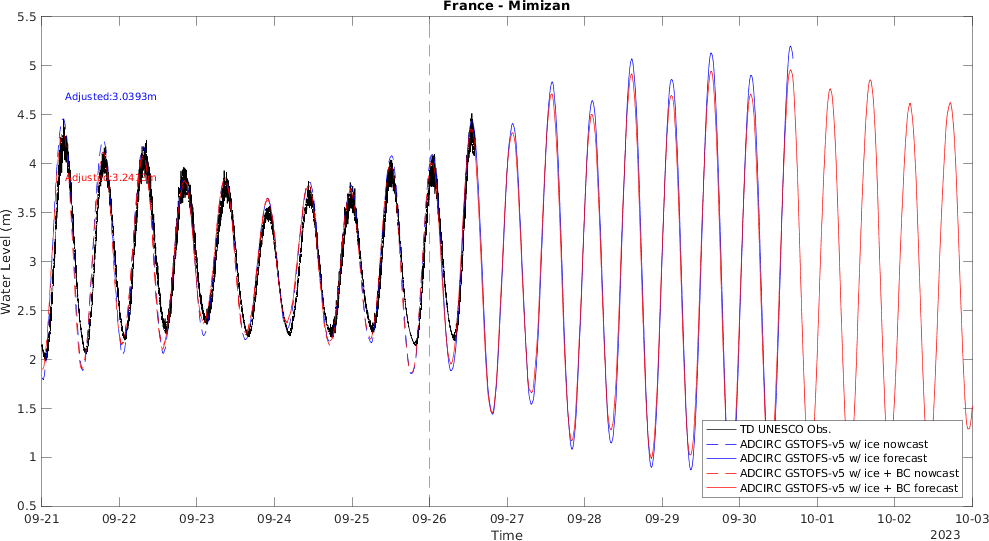 France - Mimizan
5.5
5
4.5
4
3.5
3
2.5
2
1.5
1
0.5
Water Level (m)
Adjusted:3.0393m
TD UNESCO Obs.
ADCIRC GSTOFS-v5 w/ ice nowcast
ADCIRC GSTOFS-v5 w/ ice forecast
ADCIRC GSTOFS-v5 w/ ice + BC nowcast
ADCIRC GSTOFS-v5 w/ ice + BC forecast
09-21
09-22
09-23
09-24
09-25
09-26
09-27
09-28
09-29
09-30
10-01
10-02
10-03
Time
2023